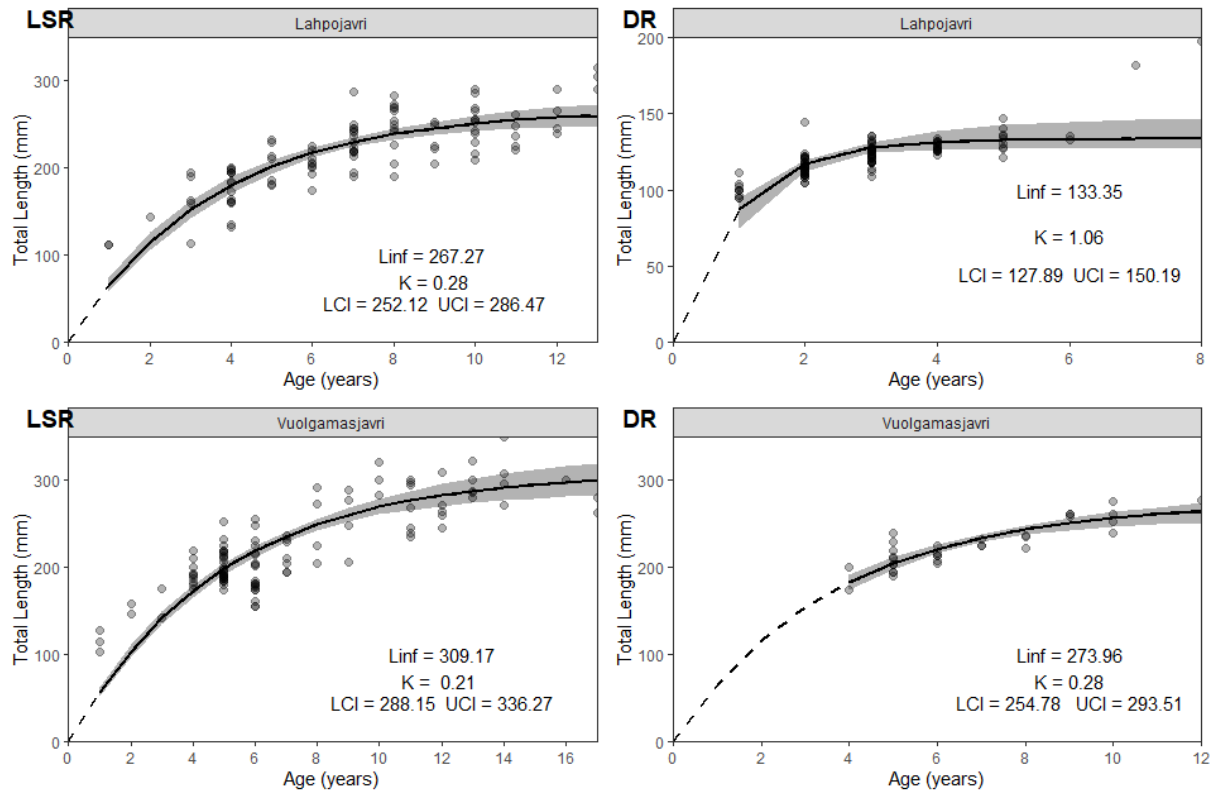 LSR
Lahpojavri
Total Length (mm)
300
200
100
0
Linf = 267.27
K = 0.28
LCI = 252.12 UCI = 286.47
0 2 4 6 8 10 12
Age (years)
DR
Lahpojavri
Total Length (mm)
200
150
100
50
0
Linf = 133.35
K = 1.06
LCI = 127.89 UCI = 150.19
0 2 4 6 8
Age (years)
LSR
Vuolgamasjavri
Total Length (mm)
300
200
100
0
Linf = 309.17
K = 0.21
LCI = 288.15 UCI = 336.27
0 2 4 6 8 10 12 14 16
Age (years)
DR
Vuolgamasjavri
Total Length (mm)
300
200
100
0
Linf = 273.96
K = 0.28
LCI = 254.78 UCI = 293.51
0 2 4 6 8 10 12
Age (years)